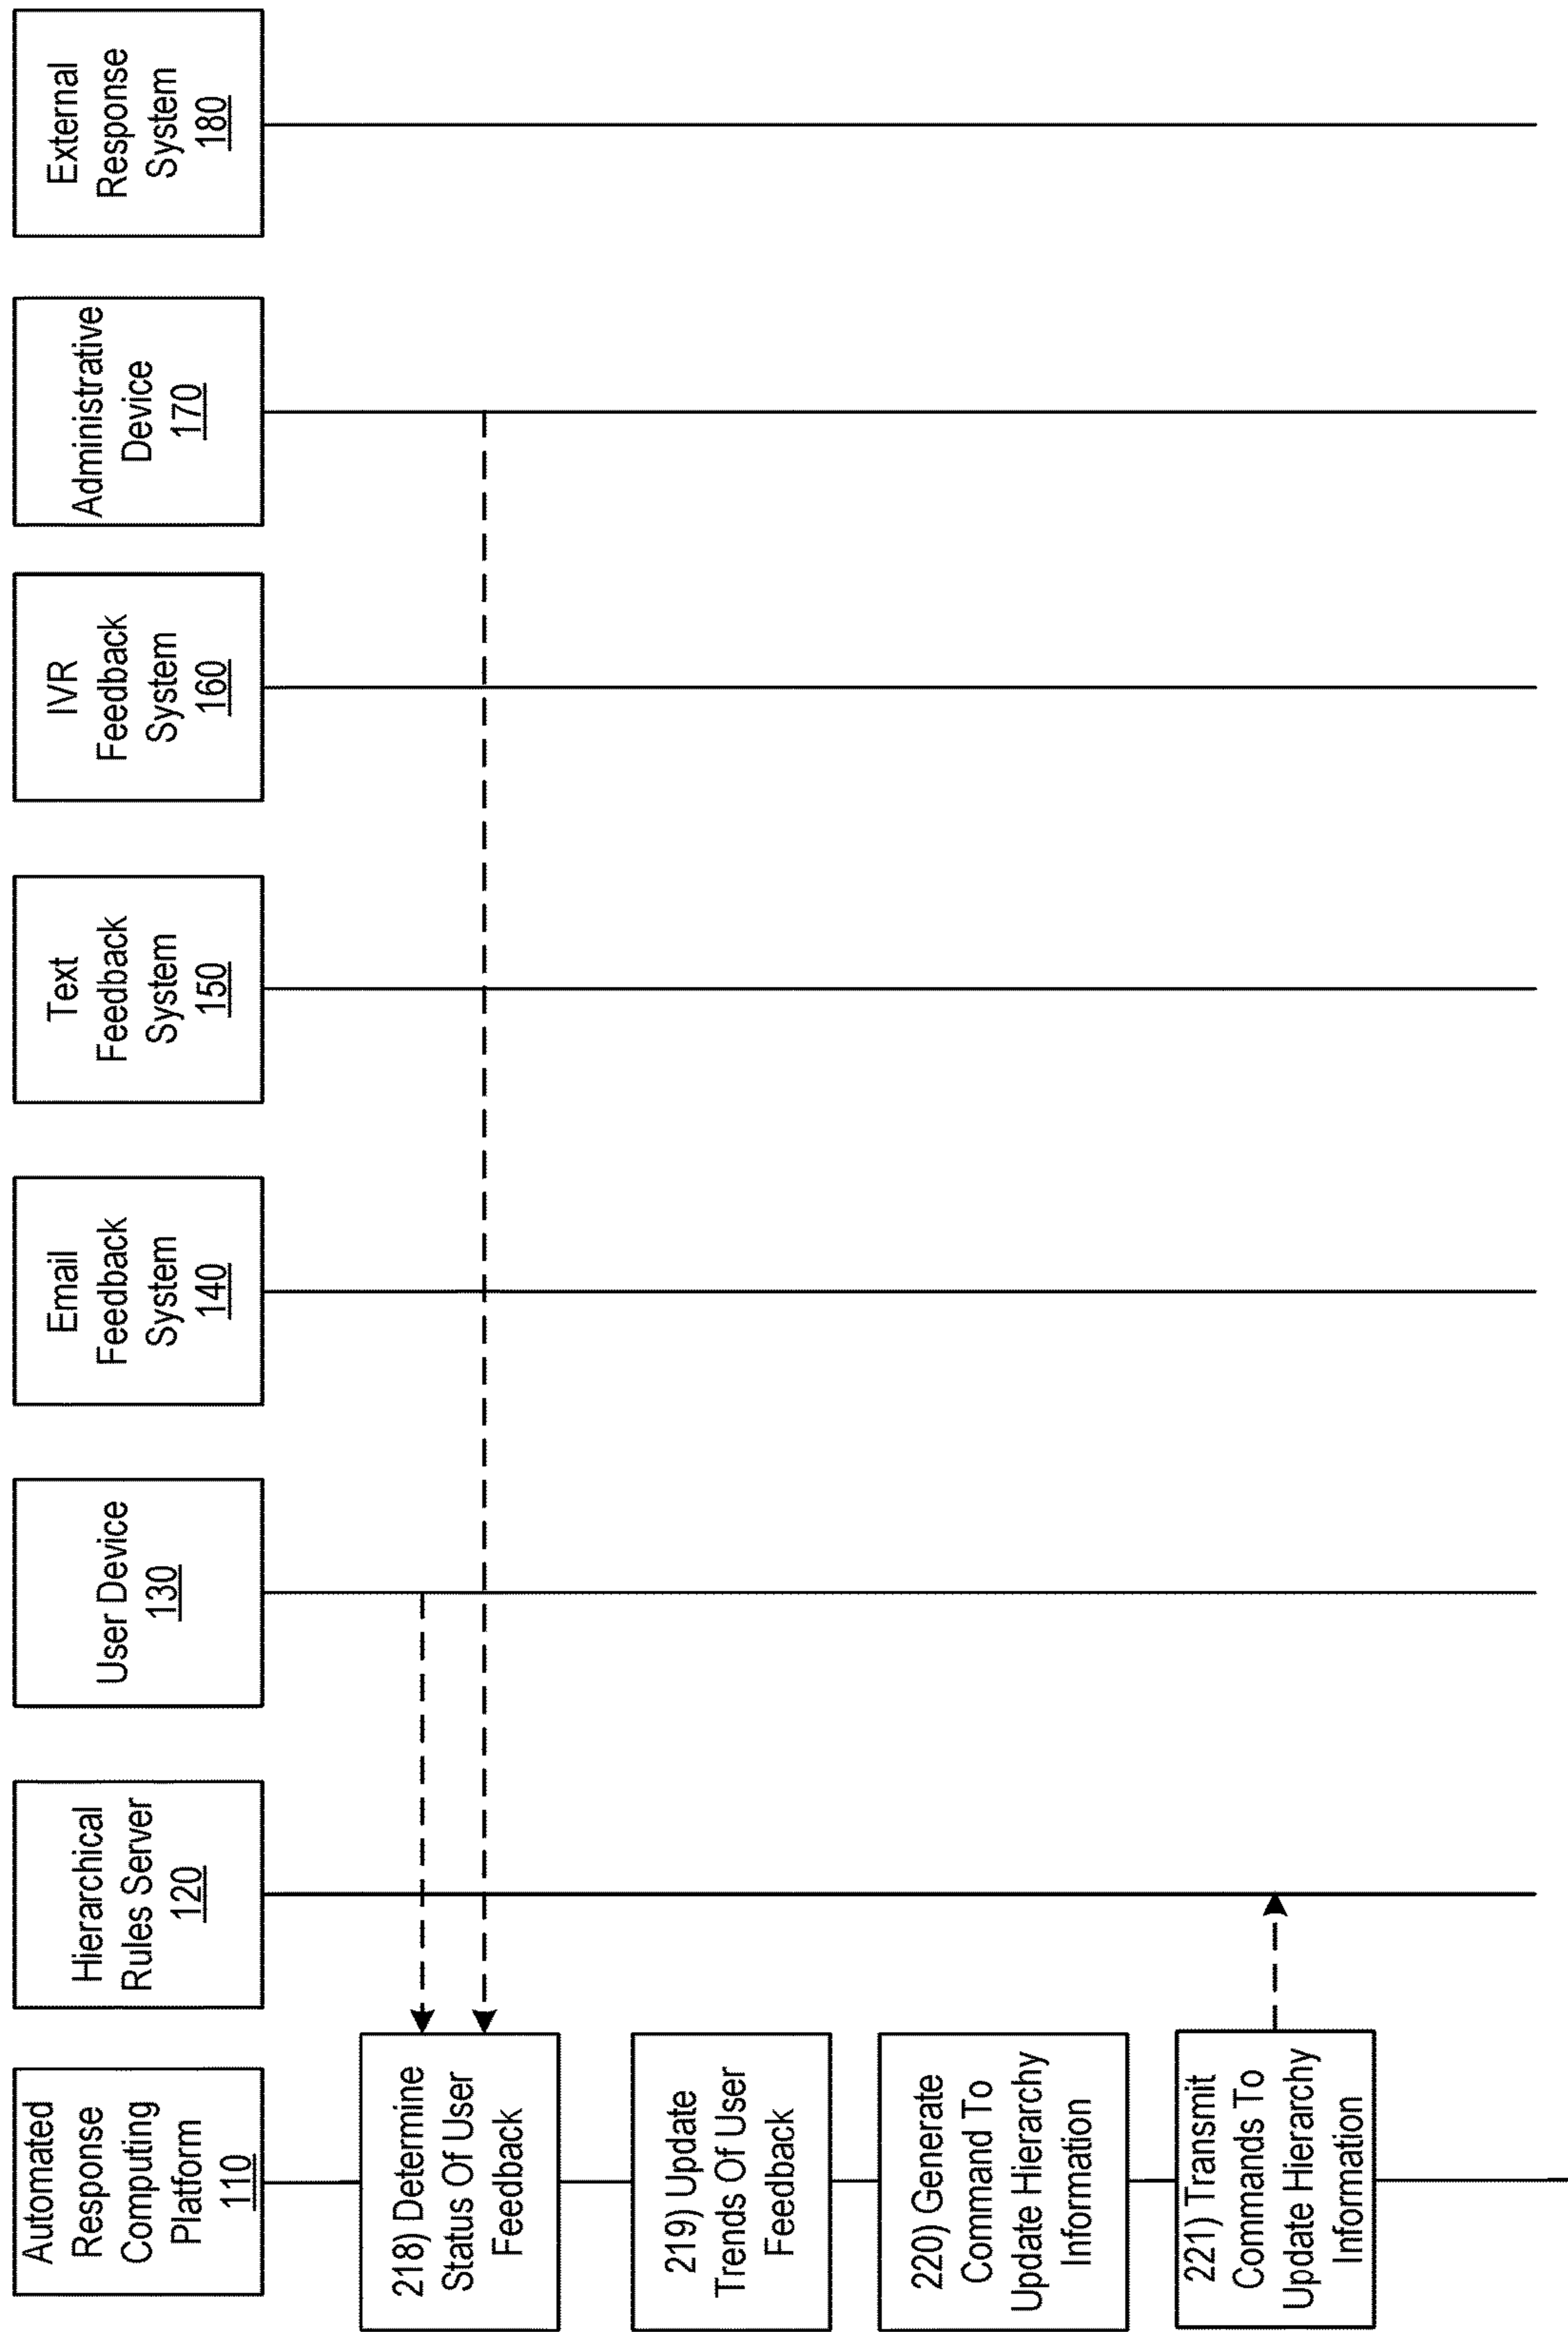 Automated
Response
Computing
Platform
110
Hierarchical
Rules Server
120
User Device
130
Email
Feedback
System
140
Text
Feedback
System
150
IVR
Feedback
System
160
Administrative
Device
170
External
Response
System
180
218) Determine
Status Of User
Feedback
219) Update
Trends Of User
Feedback
220) Generate
Command To
Update Hierarchy
Information
221) Transmit
Commands To
Update Hierarchy
Information